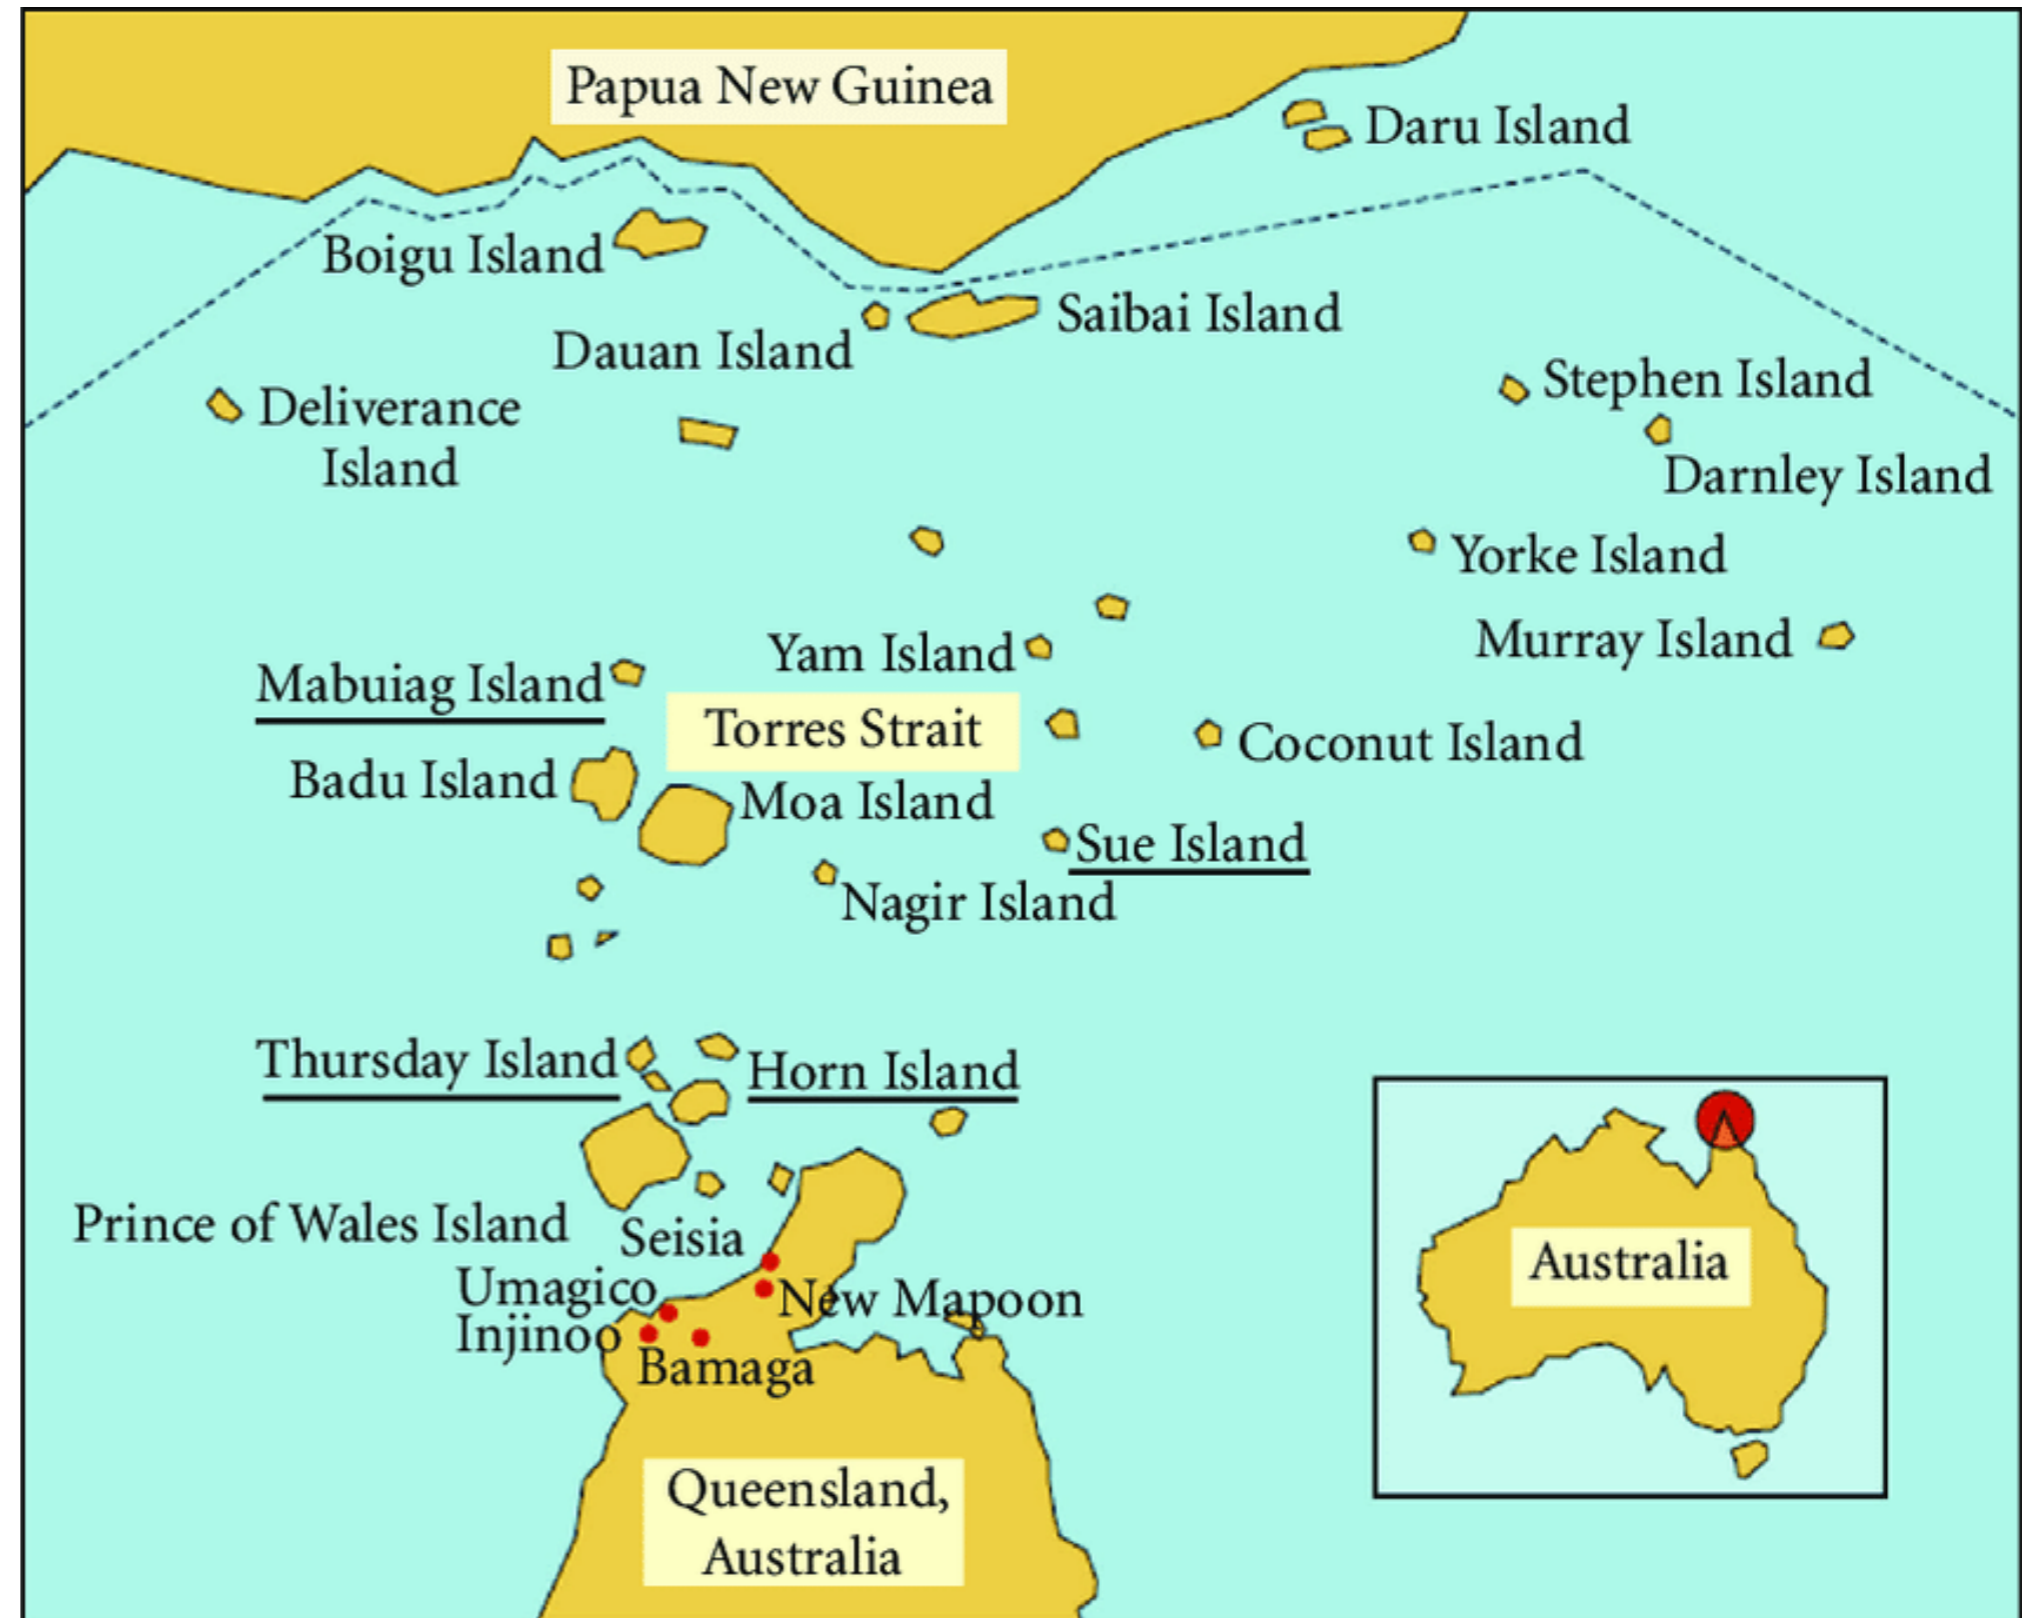 Papua New Guinea
Daru Island
Boigu Island
Saibai Island
Dauan Island
Stephen Island
Deliverance
Island
Darnley Island
Yorke Island
Murray Island
Yam Island
Mabuiag Island
Torres Strait
Coconut Island
Badu Island
Moa Island
Sue Island
Nagir Island
Thursday Island
Horn Island
Prince of Wales Island
Seisia
Umagico
New Mapoon
Injinoo
Bamaga
Australia
Queensland,
Australia